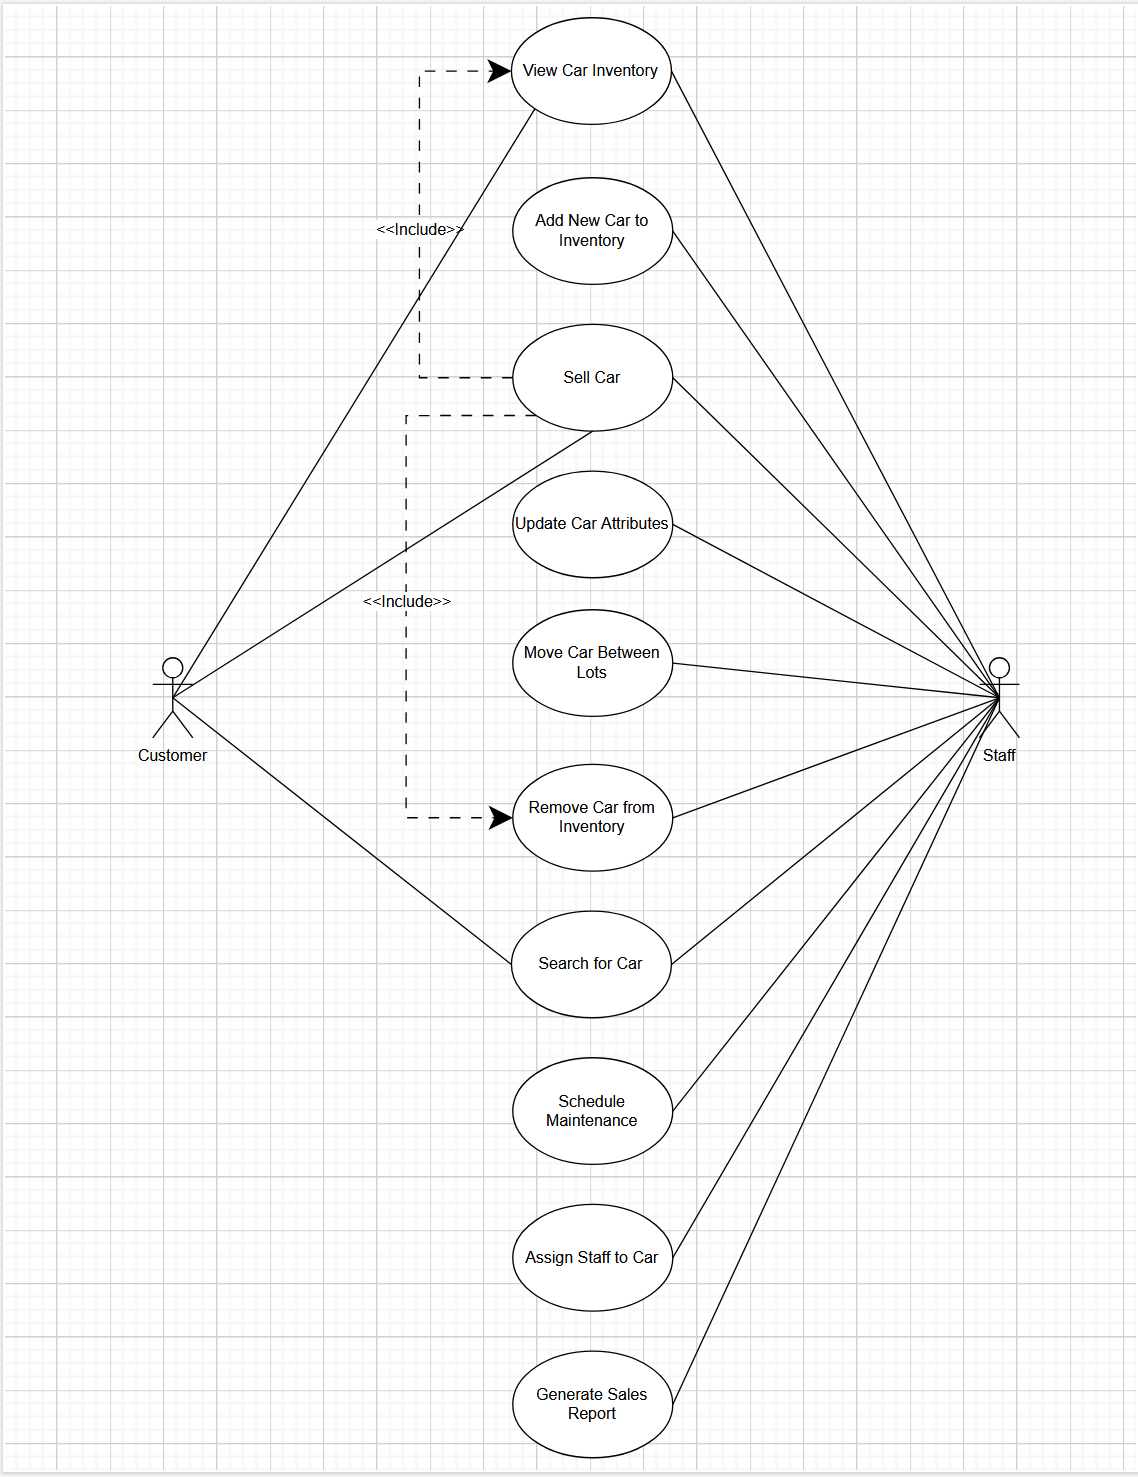 View Car Inventory
Add New Car to
Inventory
<<Include>>
Sell Car
Update Car Attributes
<<Include>>
Move Car Between
Lots
Customer
Staff
Remove Car from
Inventory
Search for Car
Schedule
Maintenance
Assign Staff to Car
Generate Sales
Report